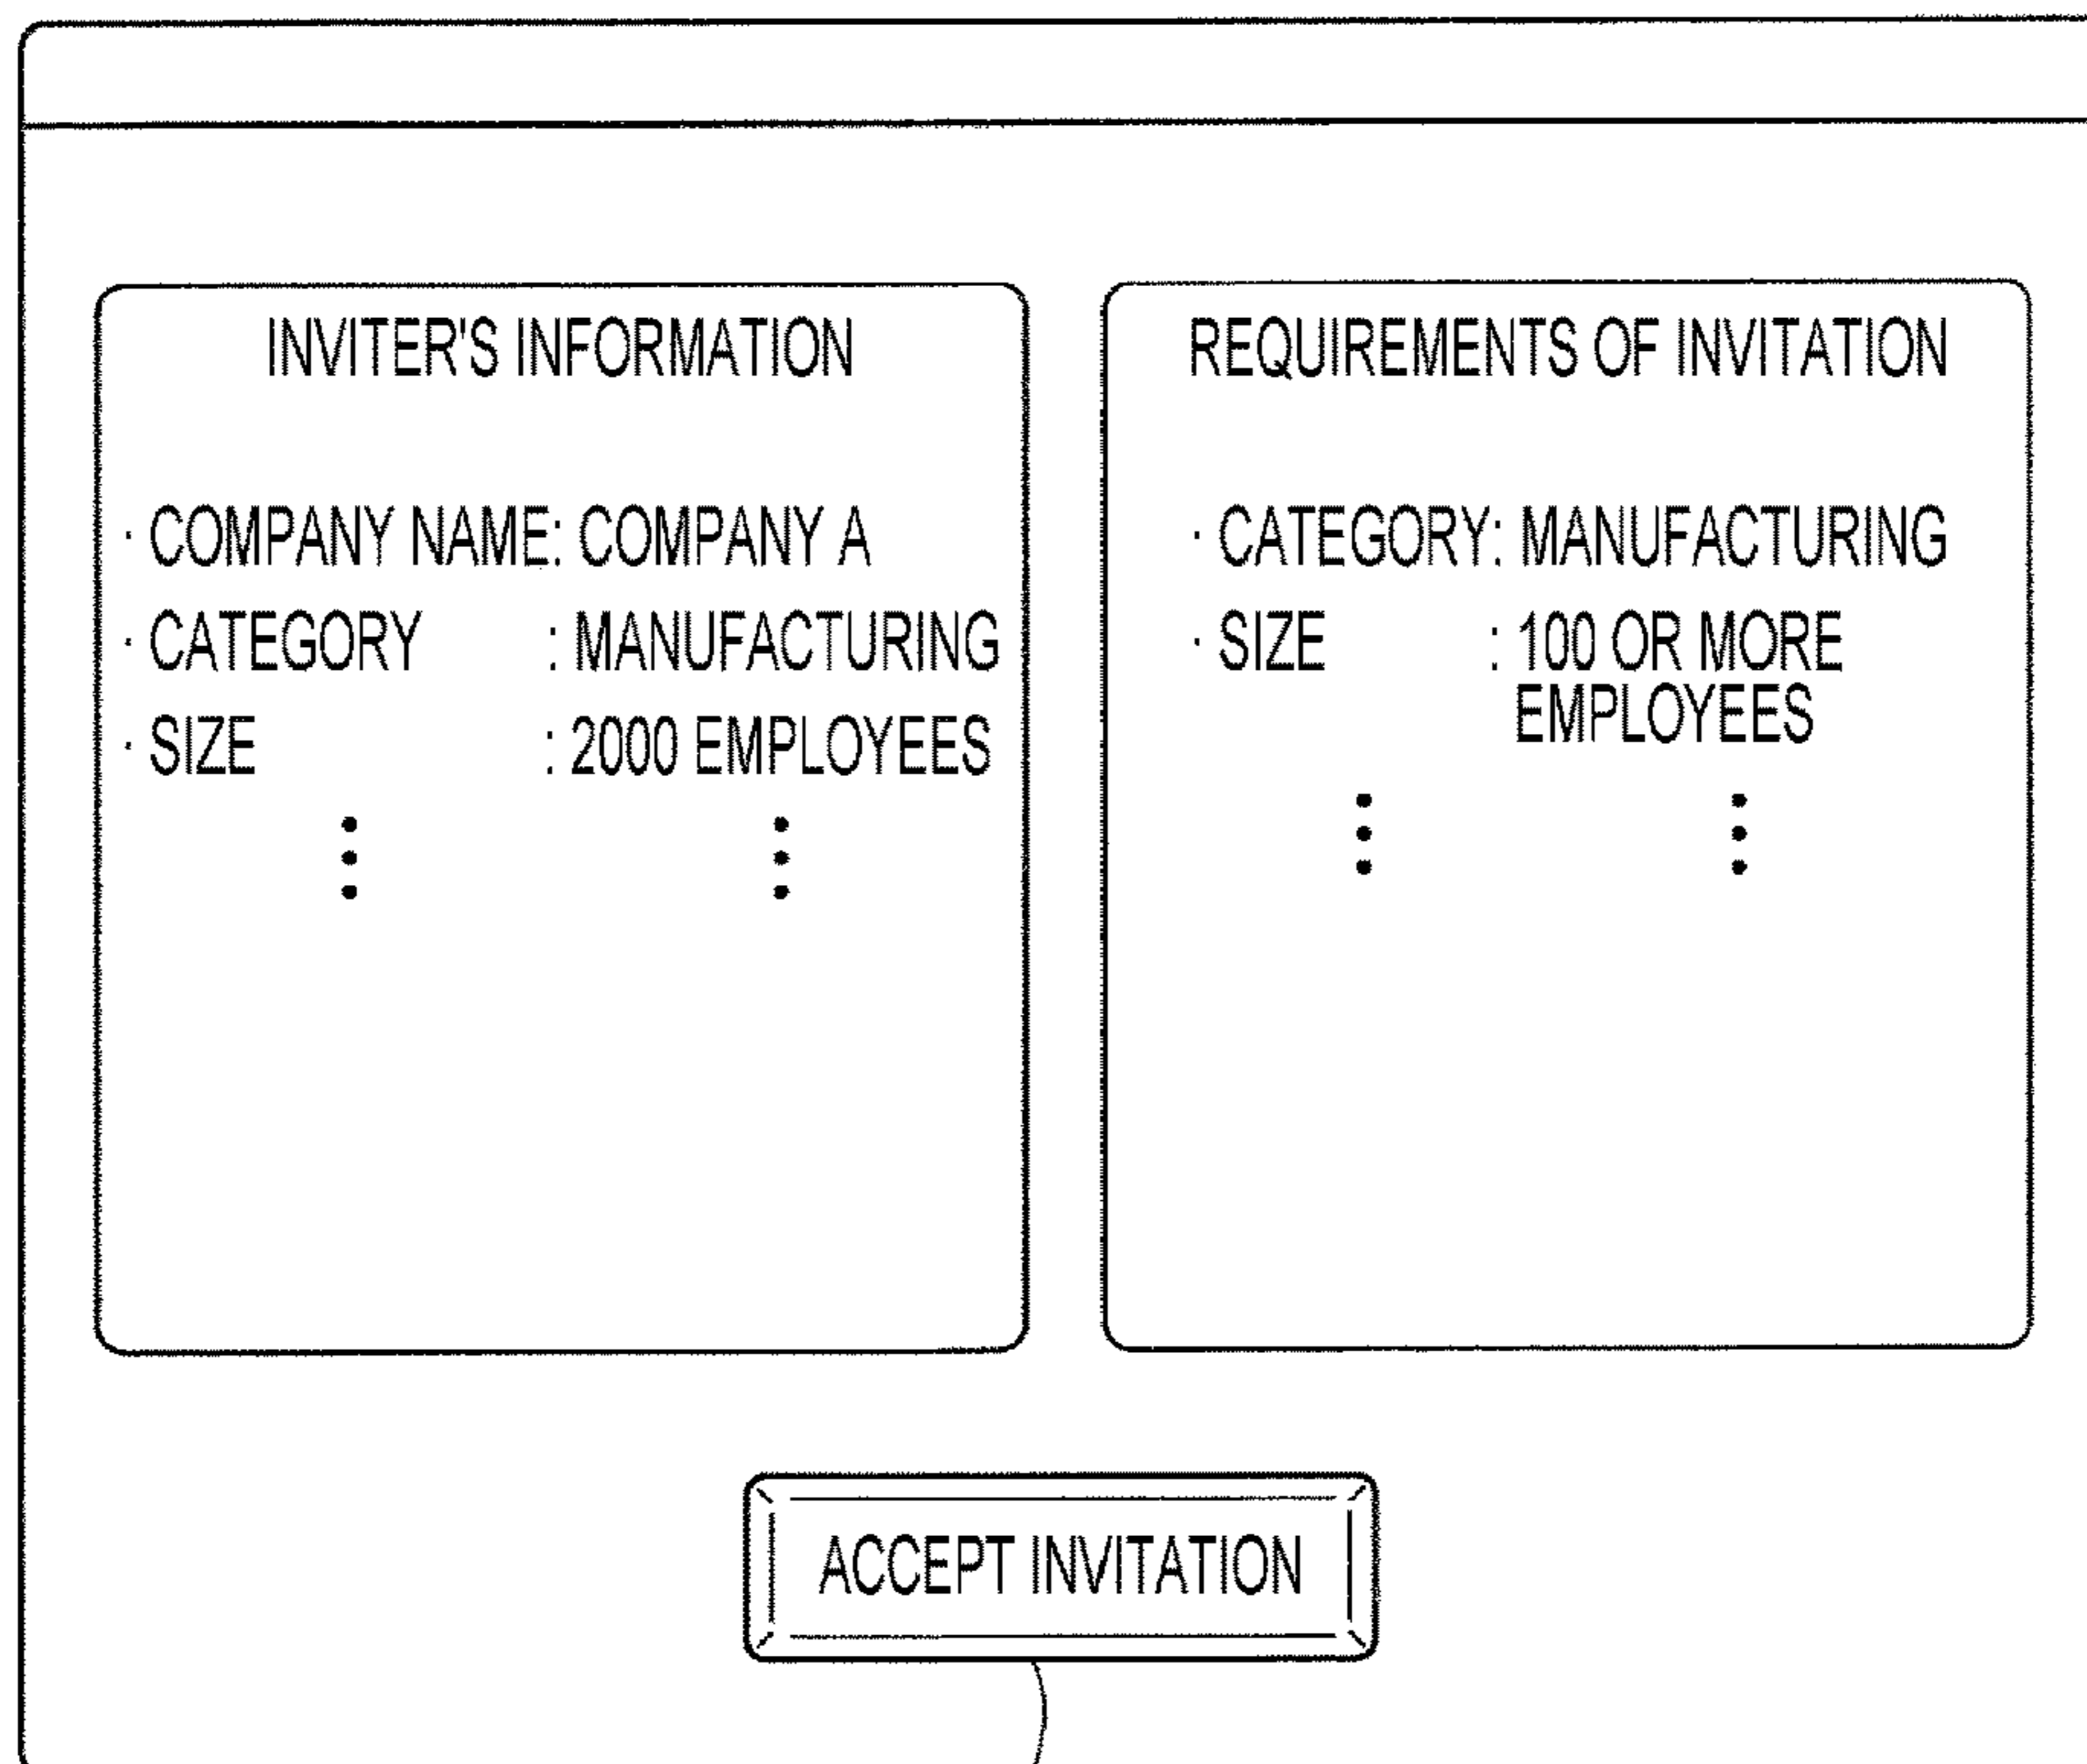 INVITER'S INFORMATION
· COMPANY NAME: COMPANY A
· CATEGORY : MANUFACTURING
· SIZE : 2000 EMPLOYEES
REQUIREMENTS OF INVITATION
· CATEGORY: MANUFACTURING
· SIZE : 100 OR MORE
EMPLOYEES
ACCEPT INVITATION